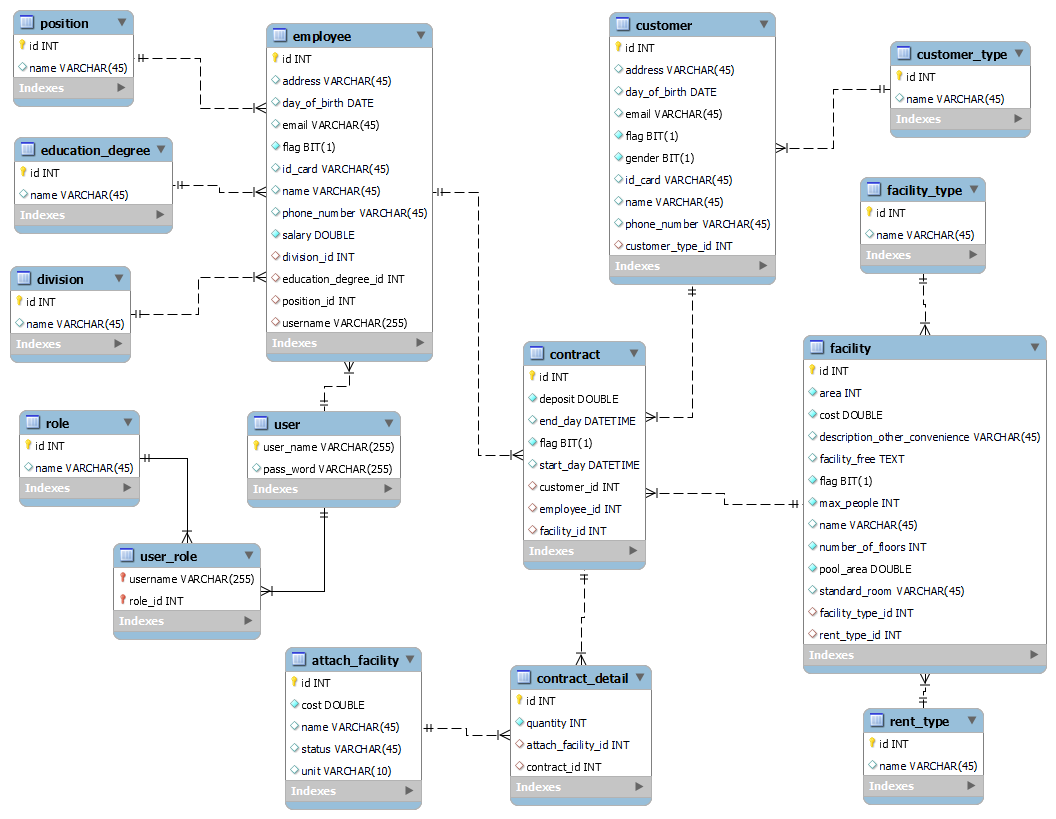 position
id INT
name VARCHAR(45)
Indexes
education_degree
id INT
name VARCHAR(45)
Indexes
division
id INT
name VARCHAR(45)
Indexes
employee
id INT
address VARCHAR(45)
day_of_birth DATE
email VARCHAR(45)
flag BIT(1)
id_card VARCHAR(45)
name VARCHAR(45)
phone_number VARCHAR(45)
salary DOUBLE
division_id INT
education_degree_id INT
position_id INT
username VARCHAR(255)
Indexes
customer
id INT
address VARCHAR(45)
day_of_birth DATE
email VARCHAR(45)
flag BIT(1)
gender BIT(1)
id_card VARCHAR(45)
name VARCHAR(45)
phone_number VARCHAR(45)
customer_type_id INT
Indexes
customer_type
id INT
name VARCHAR(45)
Indexes
facility_type
id INT
name VARCHAR(45)
Indexes
role
id INT
name VARCHAR(45)
Indexes
user
user_name VARCHAR(255)
pass_word VARCHAR(255)
Indexes
user_role
username VARCHAR(255)
role_id INT
Indexes
contract
id INT
deposit DOUBLE
end_day DATETIME
flag BIT(1)
start_day DATETIME
customer_id INT
employee_id INT
facility_id INT
Indexes
facility
id INT
area INT
cost DOUBLE
description_other_convenience VARCHAR(45)
facility_free TEXT
flag BIT(1)
max_people INT
name VARCHAR(45)
number_of_floors INT
pool_area DOUBLE
standard_room VARCHAR(45)
facility_type_id INT
rent_type_id INT
Indexes
attach_facility
id INT
cost DOUBLE
name VARCHAR(45)
status VARCHAR(45)
unit VARCHAR(10)
Indexes
contract_detail
id INT
quantity INT
attach_facility_id INT
contract_id INT
Indexes
rent_type
id INT
name VARCHAR(45)
Indexes